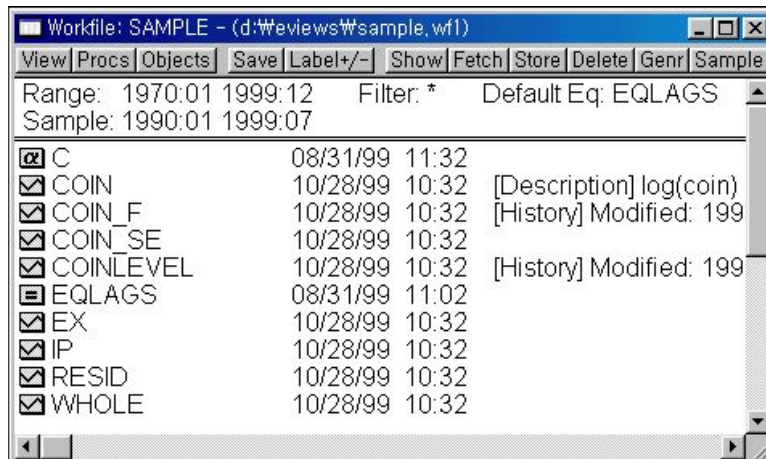 Workfile: SAMPLE - (d:₩eviews₩sample.wf1)
View Procs Objects Save Label+/- Show Fetch Store Delete Genr Sample
Range: 1970:01 1999:12 Filter: * Default Eq: EQLAGS
Sample: 1990:01 1999:07
α C 08/31/99 11:32
COIN 10/28/99 10:32 [Description] log(coin)
COIN_F 10/28/99 10:32 [History] Modified: 199
COIN_SE 10/28/99 10:32
COINLEVEL 10/28/99 10:32 [History] Modified: 199
= EQLAGS 08/31/99 11:02
EX 10/28/99 10:32
IP 10/28/99 10:32
RESID 10/28/99 10:32
WHOLE 10/28/99 10:32